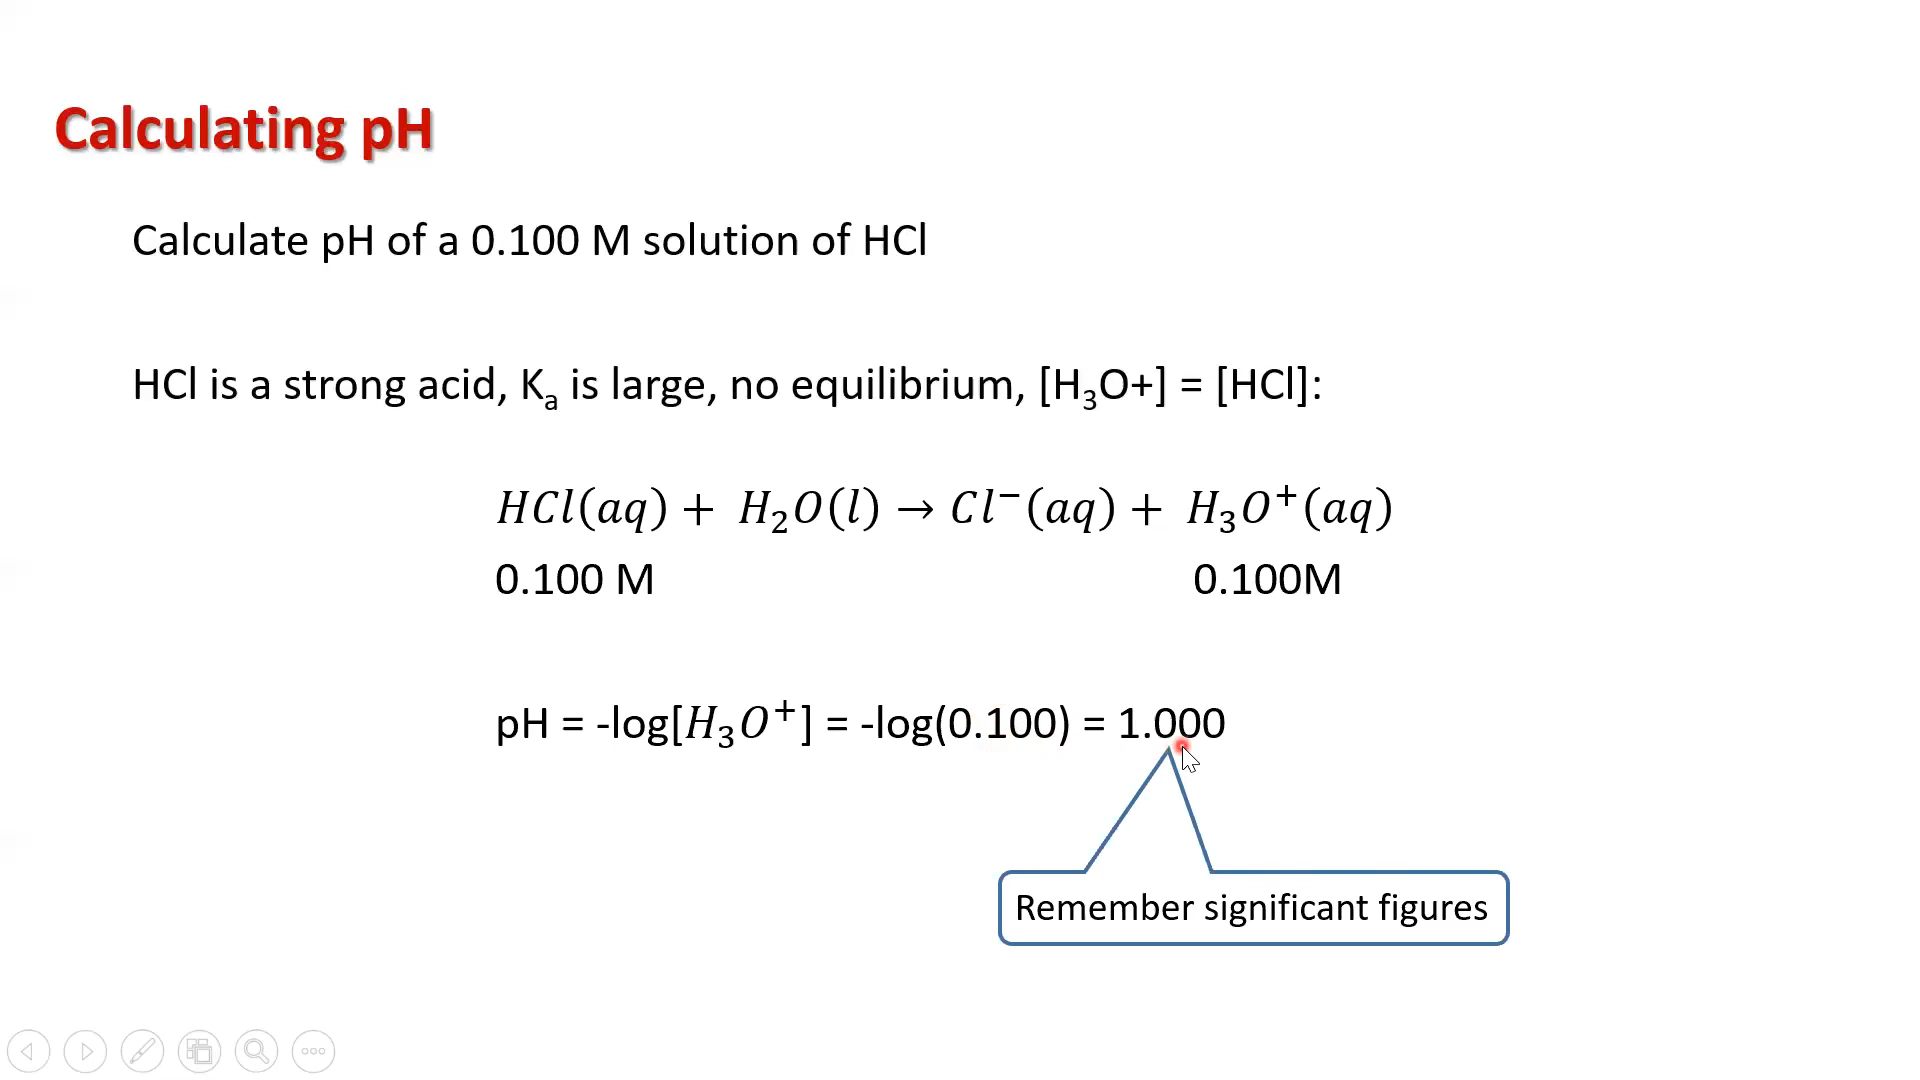 Calculating pH
Calculate pH of a 0.100 M solution of HCl
HCl is a strong acid, Kₐ is large, no equilibrium, [H₃O+] = [HCl]:
HCl(aq) + H₂O(l) → Cl⁻(aq) + H₃O⁺(aq)
0.100 M 0.100M
pH = -log[H₃O⁺] = -log(0.100) = 1.000
Remember significant figures